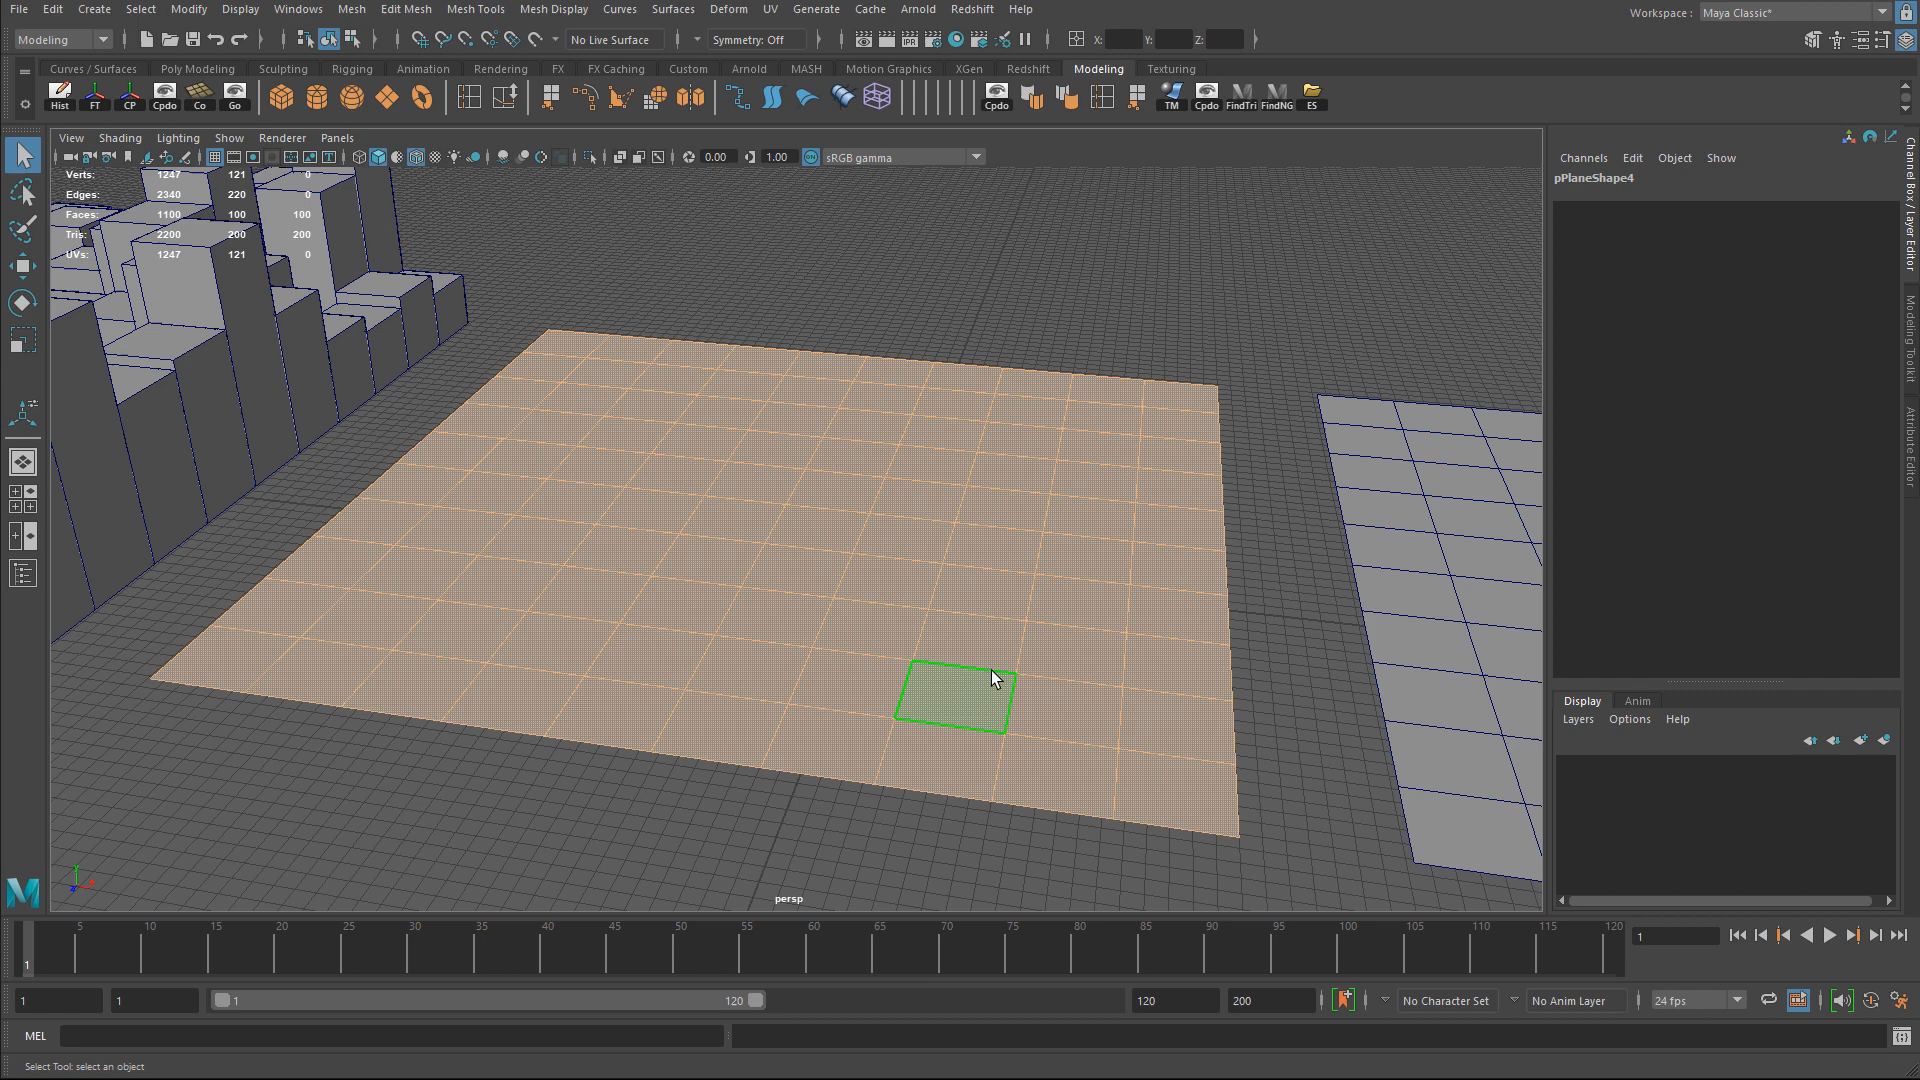 File Edit Create Select Modify Display Windows Mesh Edit Mesh Mesh Tools Mesh Display Curves Surfaces Deform UV Generate Cache Arnold Redshift Help
Workspace : Maya Classic*
Modeling No Live Surface Symmetry: Off X: Y: Z:
Curves / Surfaces Poly Modeling Sculpting Rigging Animation Rendering FX FX Caching Custom Arnold MASH Motion Graphics XGen Redshift Modeling Texturing
Hist FT CP Cpdo Co Go Cpdo TM Cpdo FindTri FindNG ES
View Shading Lighting Show Renderer Panels
0.00 1.00 ON sRGB gamma
Channels Edit Object Show
pPlaneShape4
Verts: 1247 121 0
Edges: 2340 220 0
Faces: 1100 100 100
Tris: 2200 200 200
UVs: 1247 121 0
Channel Box / Layer Editor
Modeling Toolkit
Attribute Editor
Display Anim
Layers Options Help
persp
5 10 15 20 25 30 35 40 45 50 55 60 65 70 75 80 85 90 95 100 105 110 115 120
1
1
1 1 1 120 120 200 No Character Set No Anim Layer 24 fps
MEL
Select Tool: select an object